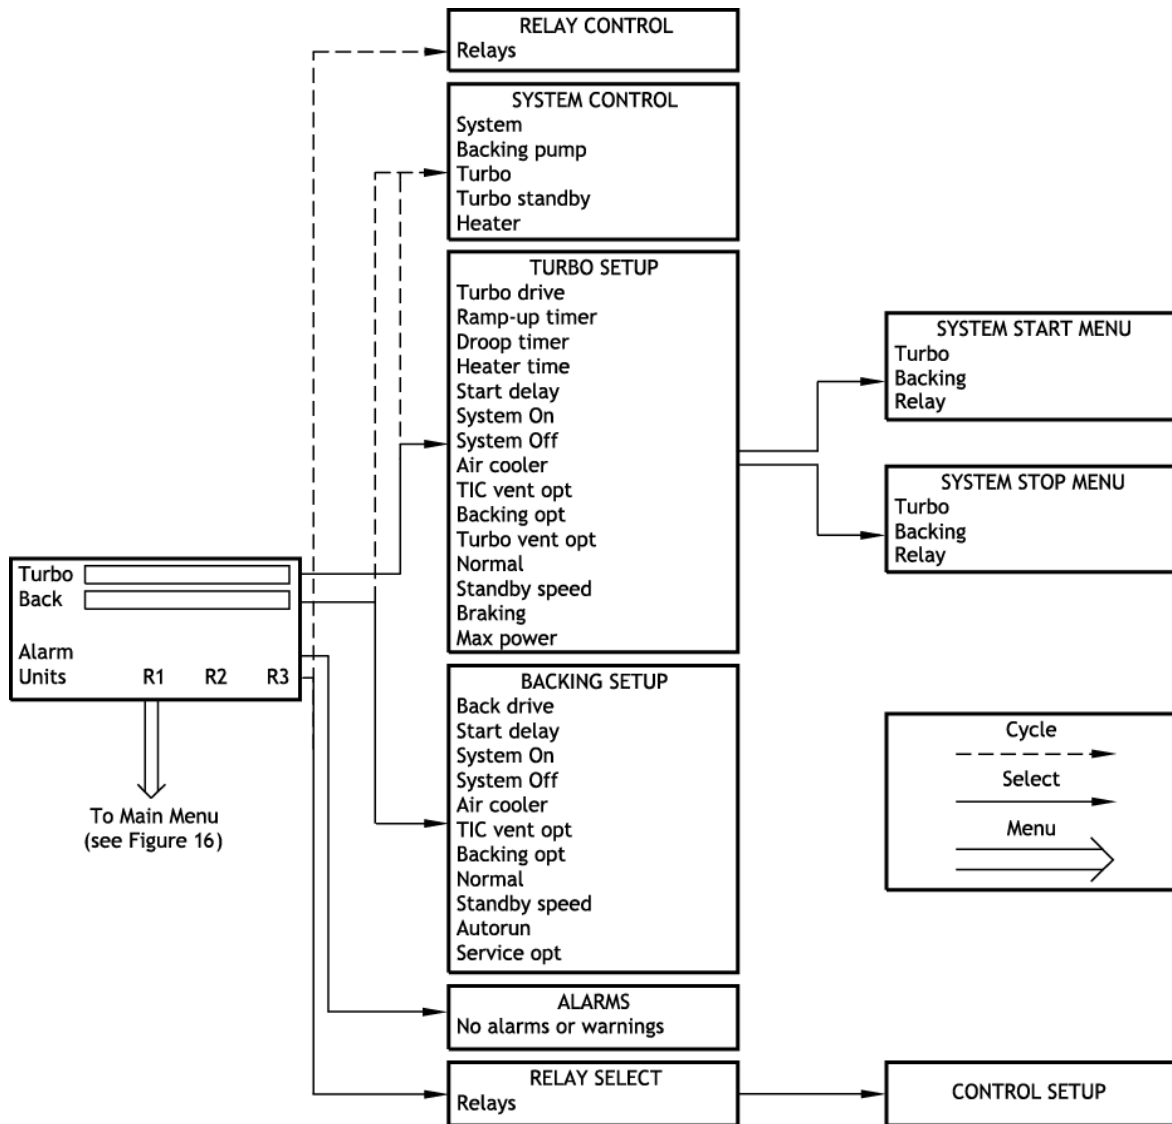 RELAY CONTROL
Relays
SYSTEM CONTROL
System
Backing pump
Turbo
Turbo standby
Heater
TURBO SETUP
Turbo drive
Ramp-up timer
Droop timer
Heater time
Start delay
System On
System Off
Air cooler
TIC vent opt
Backing opt
Turbo vent opt
Normal
Standby speed
Braking
Max power
SYSTEM START MENU
Turbo
Backing
Relay
SYSTEM STOP MENU
Turbo
Backing
Relay
Turbo
Back
Alarm
Units R1 R2 R3
To Main Menu
(see Figure 16)
BACKING SETUP
Back drive
Start delay
System On
System Off
Air cooler
TIC vent opt
Backing opt
Normal
Standby speed
Autorun
Service opt
Cycle
Select
Menu
ALARMS
No alarms or warnings
RELAY SELECT
Relays
CONTROL SETUP